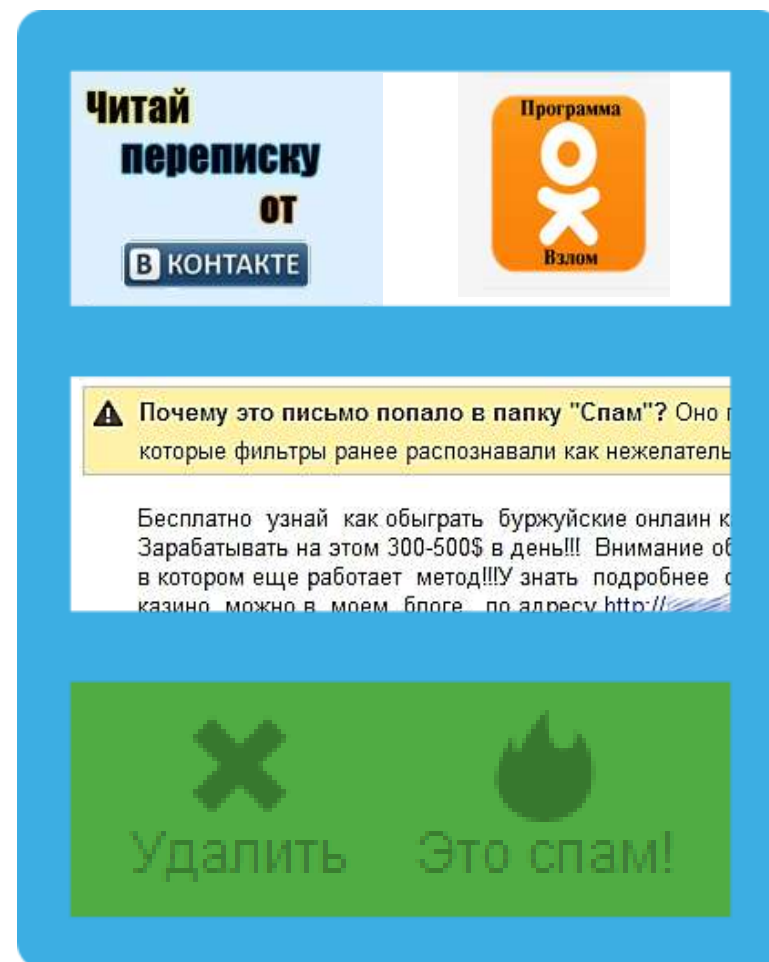 Читай
переписку
от
В КОНТАКТЕ
Программа
Взлом
Почему это письмо попало в папку "Спам"? Оно
которые фильтры ранее распознавали как нежелатель
Бесплатно узнай как обыграть буржуйские онлаин к
Зарабатывать на этом 300-500$ в день!!! Внимание об
в котором еще работает метод!!!У знать подробнее
казино можно в моем блоге по адресу http://
Удалить
Это спам!